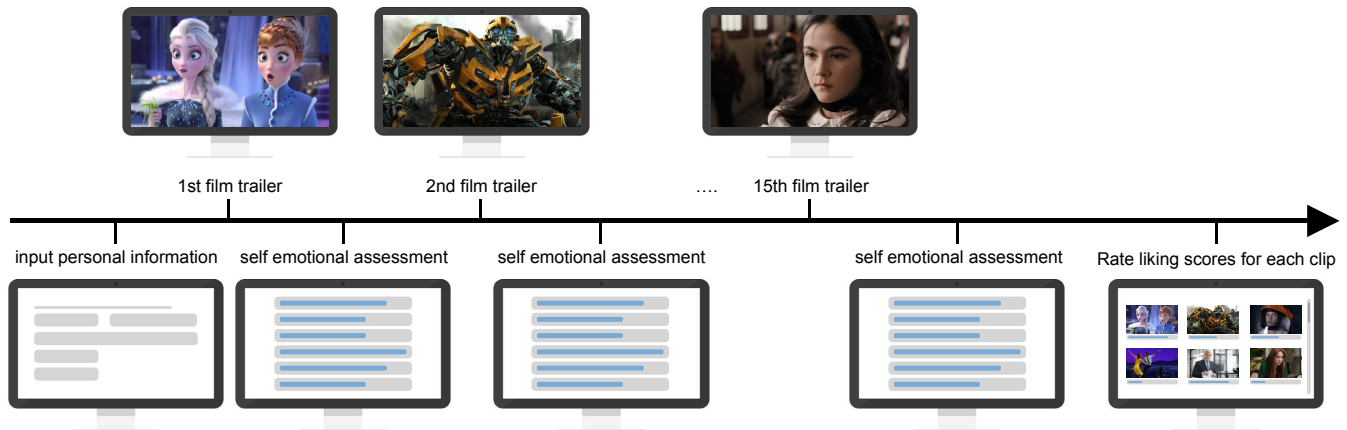 1st film trailer
2nd film trailer
....
15th film trailer
input personal information
self emotional assessment
self emotional assessment
self emotional assessment
Rate liking scores for each clip